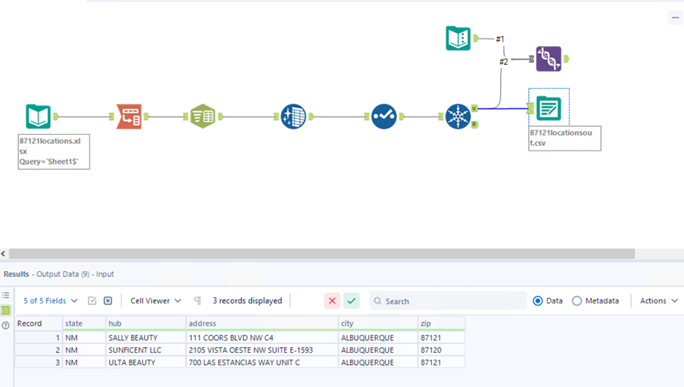 #1
#2
U
D
87121locations.xl
sx
Query=`Sheet1$`
87121locationsou
t.csv
Results - Output Data (9) - Input
5 of 5 Fields Cell Viewer 3 records displayed Search Data Metadata Actions
Record state hub address city zip
1 NM SALLY BEAUTY 111 COORS BLVD NW C4 ALBUQUERQUE 87121
2 NM SUNFICENT LLC 2105 VISTA OESTE NW SUITE E-1593 ALBUQUERQUE 87120
3 NM ULTA BEAUTY 700 LAS ESTANCIAS WAY UNIT C ALBUQUERQUE 87121